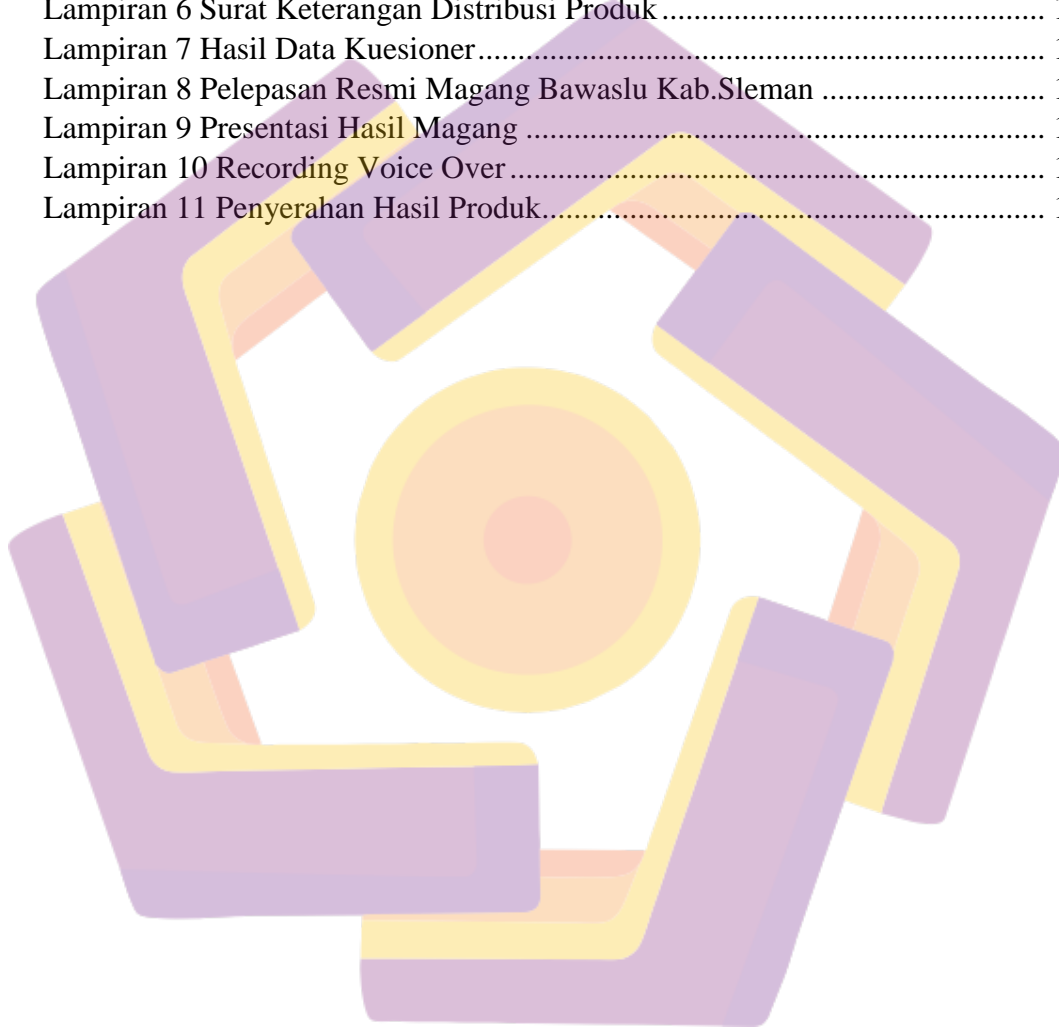 Lampiran 6 Surat Keterangan Distribusi Produk
Lampiran 7 Hasil Data Kuesioner
Lampiran 8 Pelepasan Resmi Magang Bawaslu Kab.Sleman
Lampiran 9 Presentasi Hasil Magang
Lampiran 10 Recording Voice Over
Lampiran 11 Penyerahan Hasil Produk